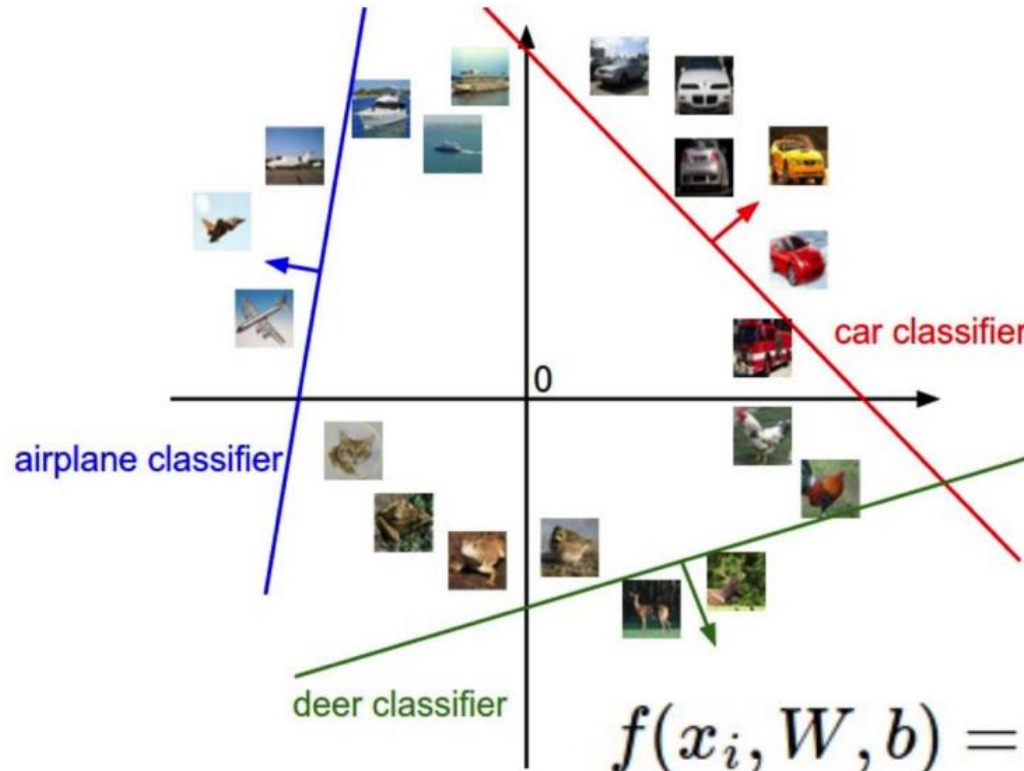 0
car classifier
airplane classifier
deer classifier
f(x_i, W, b) =